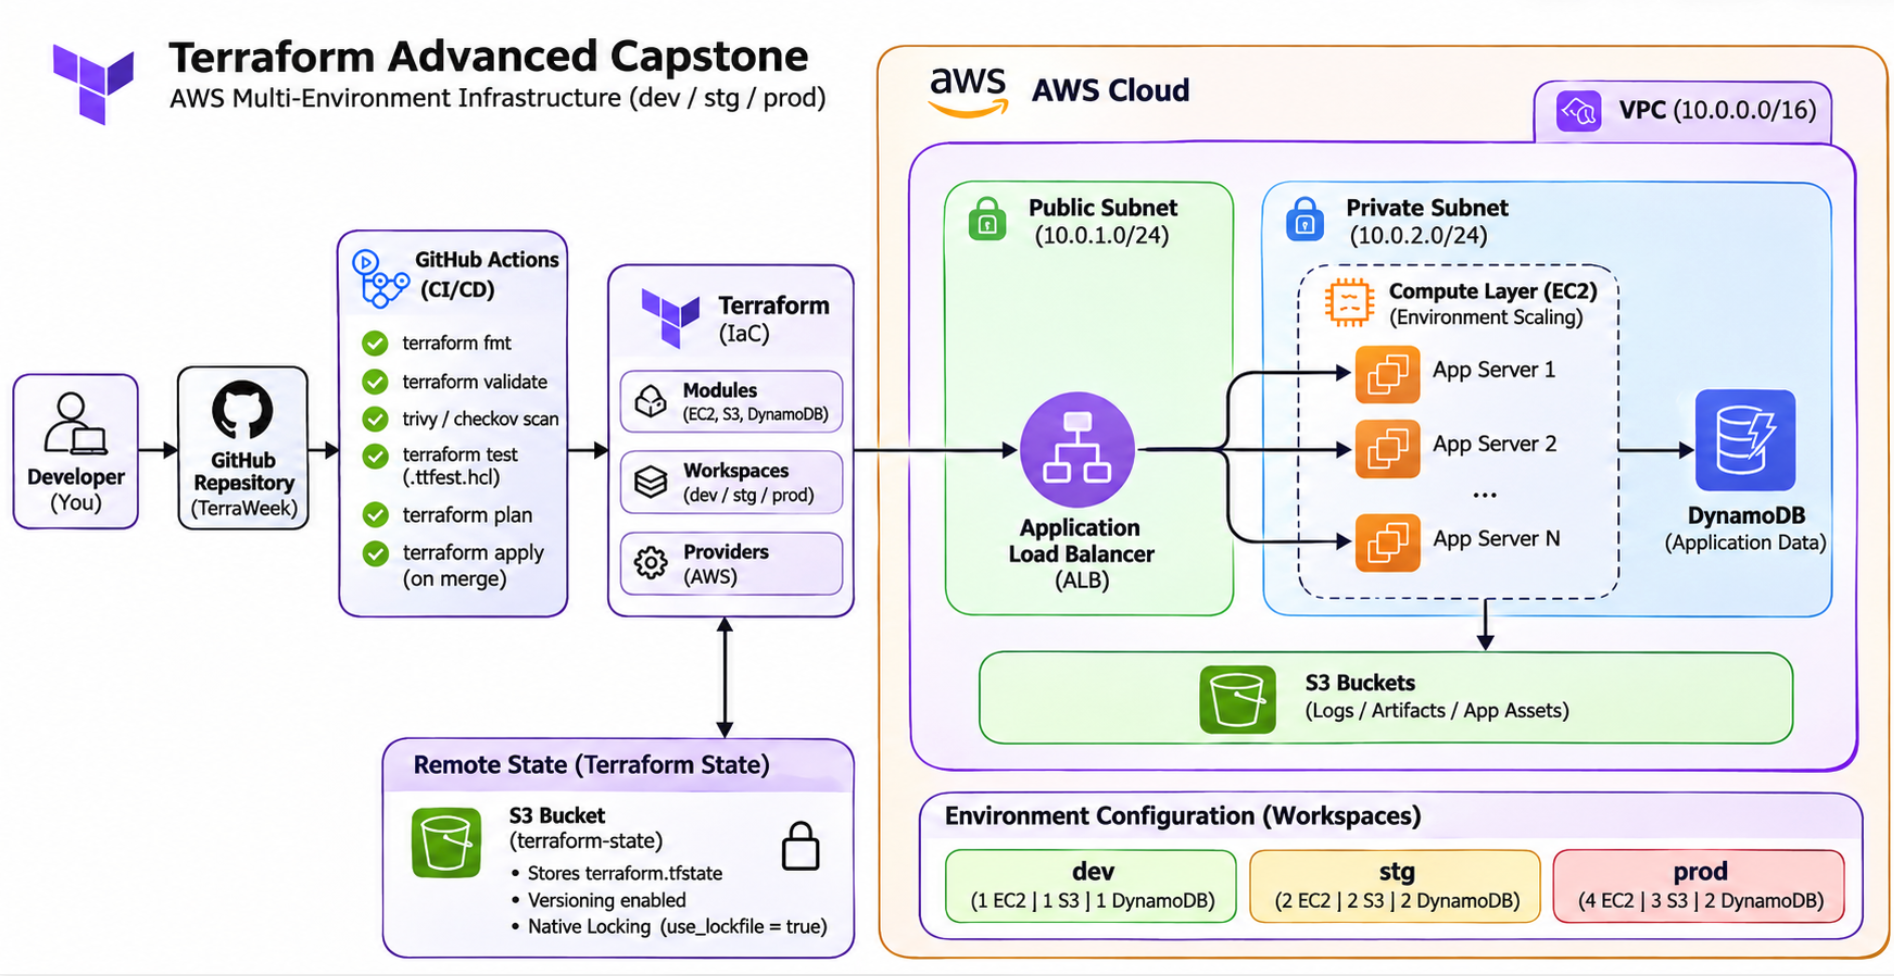 Terraform Advanced Capstone
AWS Multi-Environment Infrastructure (dev / stg / prod)
Developer
(You)
GitHub
Repository
(TerraWeek)
GitHub Actions
(CI/CD)
terraform fmt
terraform validate
trivy / checkov scan
terraform test
(.ttfest.hcl)
terraform plan
terraform apply
(on merge)
Terraform
(IaC)
Modules
(EC2, S3, DynamoDB)
Workspaces
(dev / stg / prod)
Providers
(AWS)
Remote State (Terraform State)
S3 Bucket
(terraform-state)
• Stores terraform.tfstate
• Versioning enabled
• Native Locking (use_lockfile = true)
aws
AWS Cloud
VPC (10.0.0.0/16)
Public Subnet
(10.0.1.0/24)
Application
Load Balancer
(ALB)
Private Subnet
(10.0.2.0/24)
Compute Layer (EC2)
(Environment Scaling)
App Server 1
App Server 2
...
App Server N
DynamoDB
(Application Data)
S3 Buckets
(Logs / Artifacts / App Assets)
Environment Configuration (Workspaces)
dev
(1 EC2 | 1 S3 | 1 DynamoDB)
stg
(2 EC2 | 2 S3 | 2 DynamoDB)
prod
(4 EC2 | 3 S3 | 2 DynamoDB)